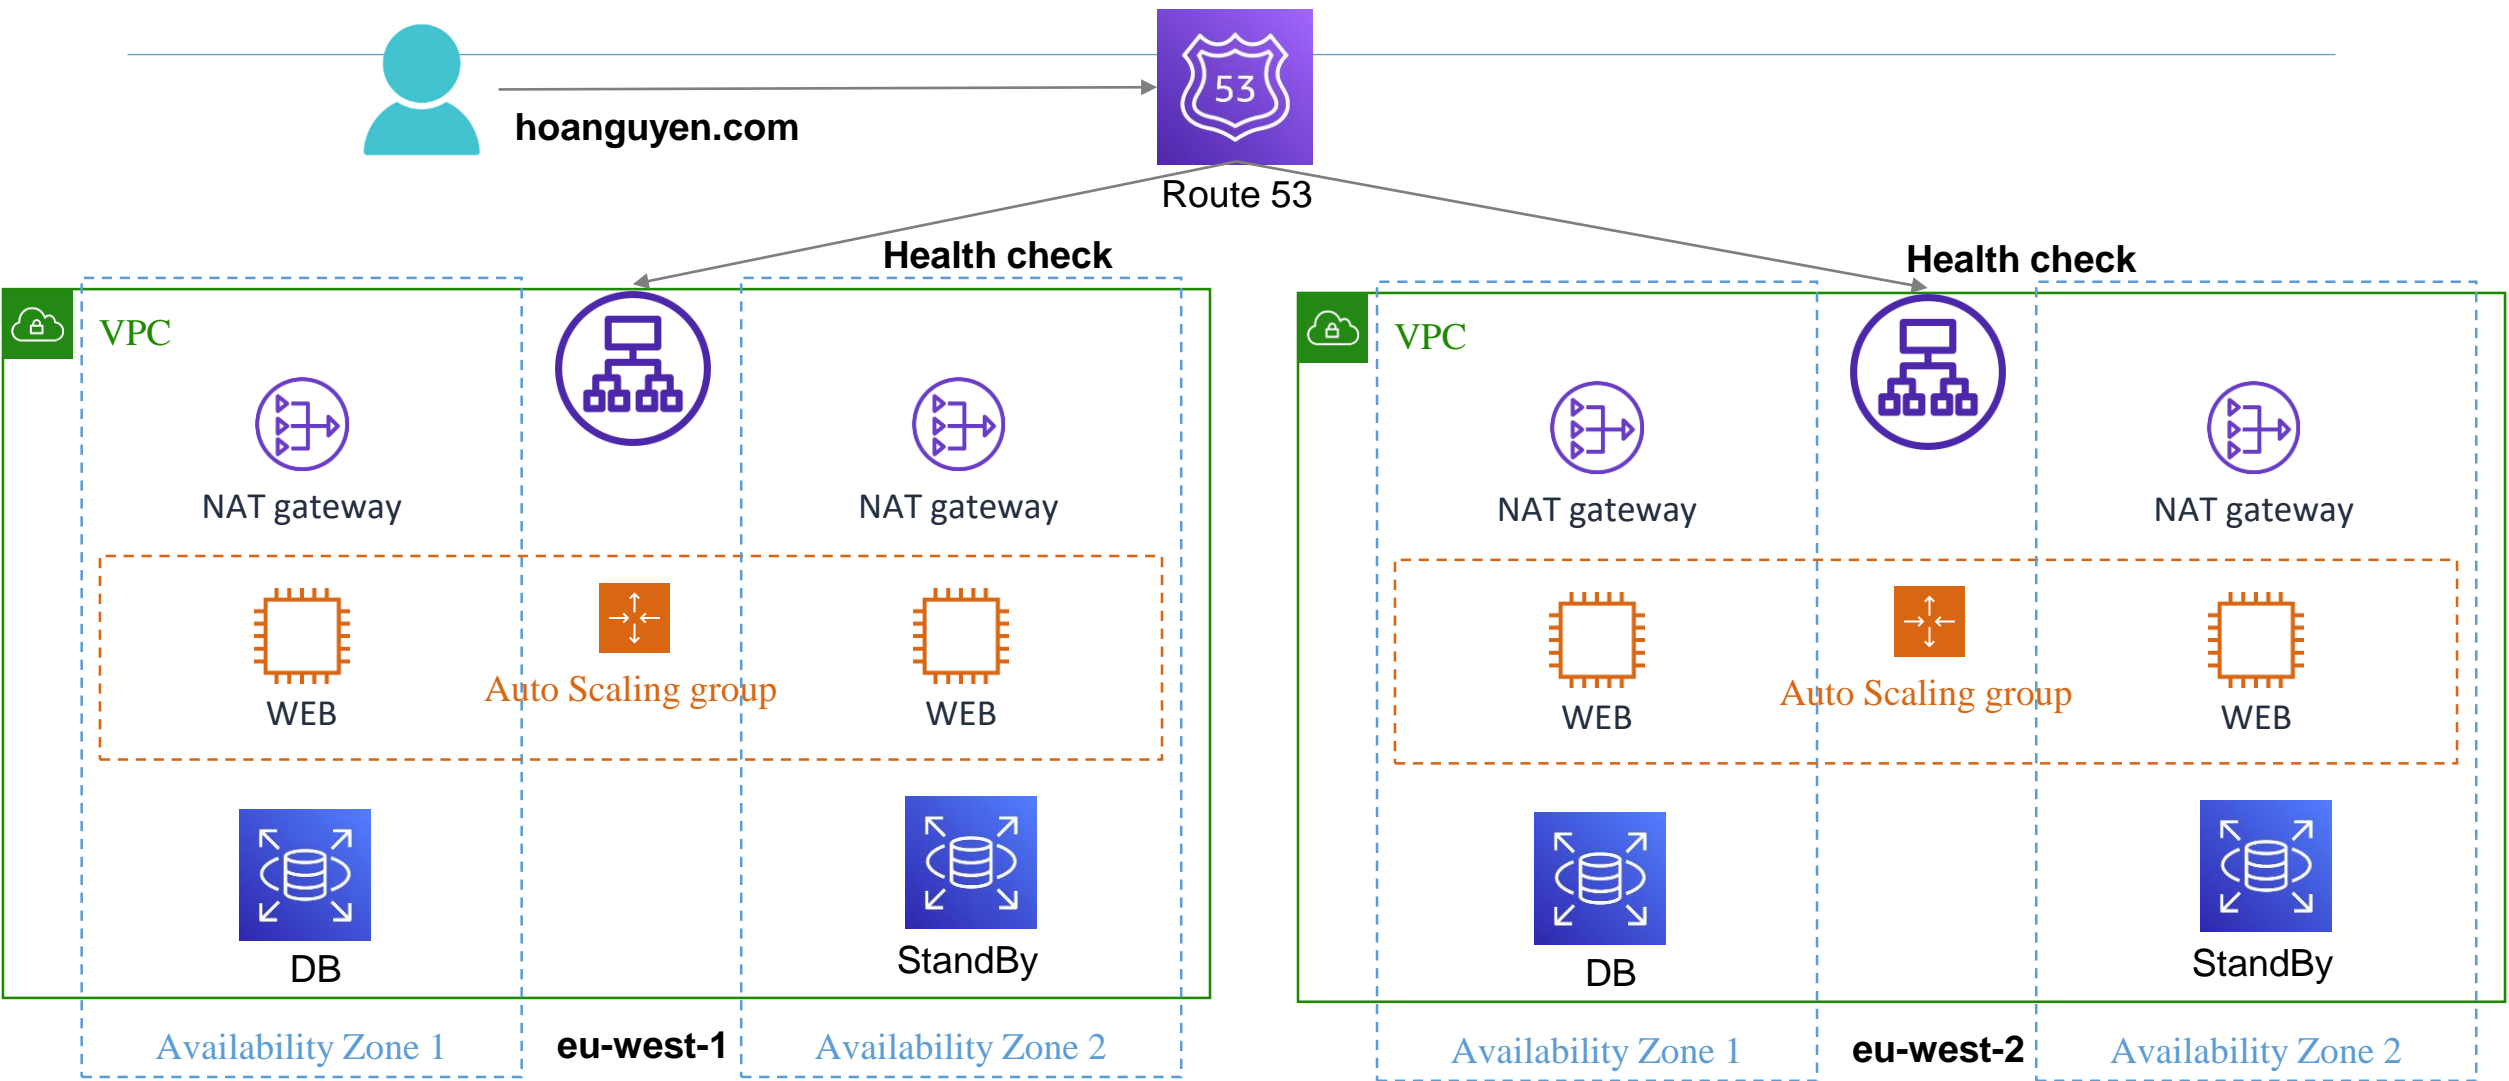 53
hoanguyen.com
Route 53
Health check
Health check
VPC
VPC
NAT gateway
NAT gateway
NAT gateway
NAT gateway
WEB
Auto Scaling group
WEB
WEB
Auto Scaling group
WEB
DB
StandBy
DB
StandBy
Availability Zone 1
eu-west-1
Availability Zone 2
Availability Zone 1
eu-west-2
Availability Zone 2